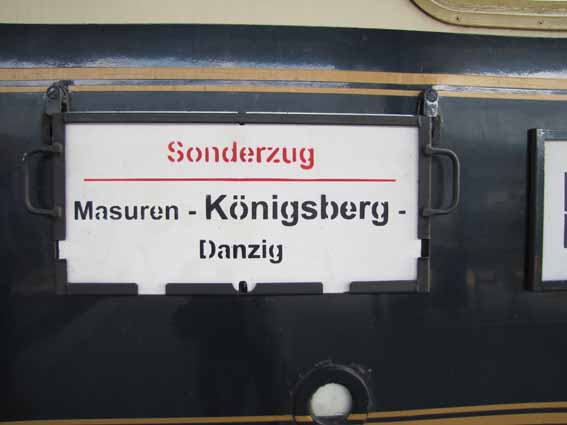 Sonderzug
Masuren - Königsberg -
Danzig